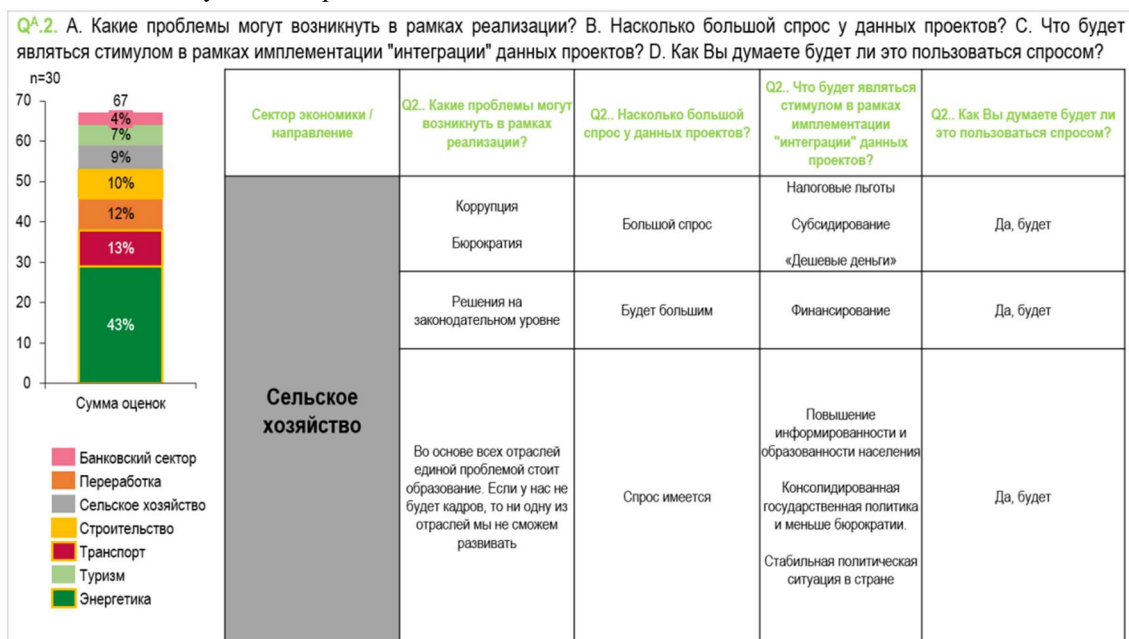 Qᴬ.2. A. Какие проблемы могут возникнуть в рамках реализации? B. Насколько большой спрос у данных проектов? C. Что будет
являться стимулом в рамках имплементации "интеграции" данных проектов? D. Как Вы думаете будет ли это пользоваться спросом?
n=30
67
70
60
50
40
30
20
10
0
4%
7%
9%
10%
12%
13%
43%
Сумма оценок
Банковский сектор
Переработка
Сельское хозяйство
Строительство
Транспорт
Туризм
Энергетика
Сектор экономики /
направление
Q2.. Какие проблемы могут
возникнуть в рамках
реализации?
Q2.. Насколько большой
спрос у данных проектов?
Q2.. Что будет являться
стимулом в рамках
имплементации
"интеграции" данных
проектов?
Q2.. Как Вы думаете будет ли
это пользоваться спросом?
Сельское
хозяйство
Коррупция
Бюрократия
Большой спрос
Налоговые льготы
Субсидирование
«Дешевые деньги»
Да, будет
Решения на
законодательном уровне
Будет большим
Финансирование
Да, будет
Во основе всех отраслей
единой проблемой стоит
образование. Если у нас не
будет кадров, то ни одну из
отраслей мы не сможем
развивать
Спрос имеется
Повышение
информированности и
образованности населения
Консолидированная
государственная политика
и меньше бюрократии.
Стабильная политическая
ситуация в стране
Да, будет